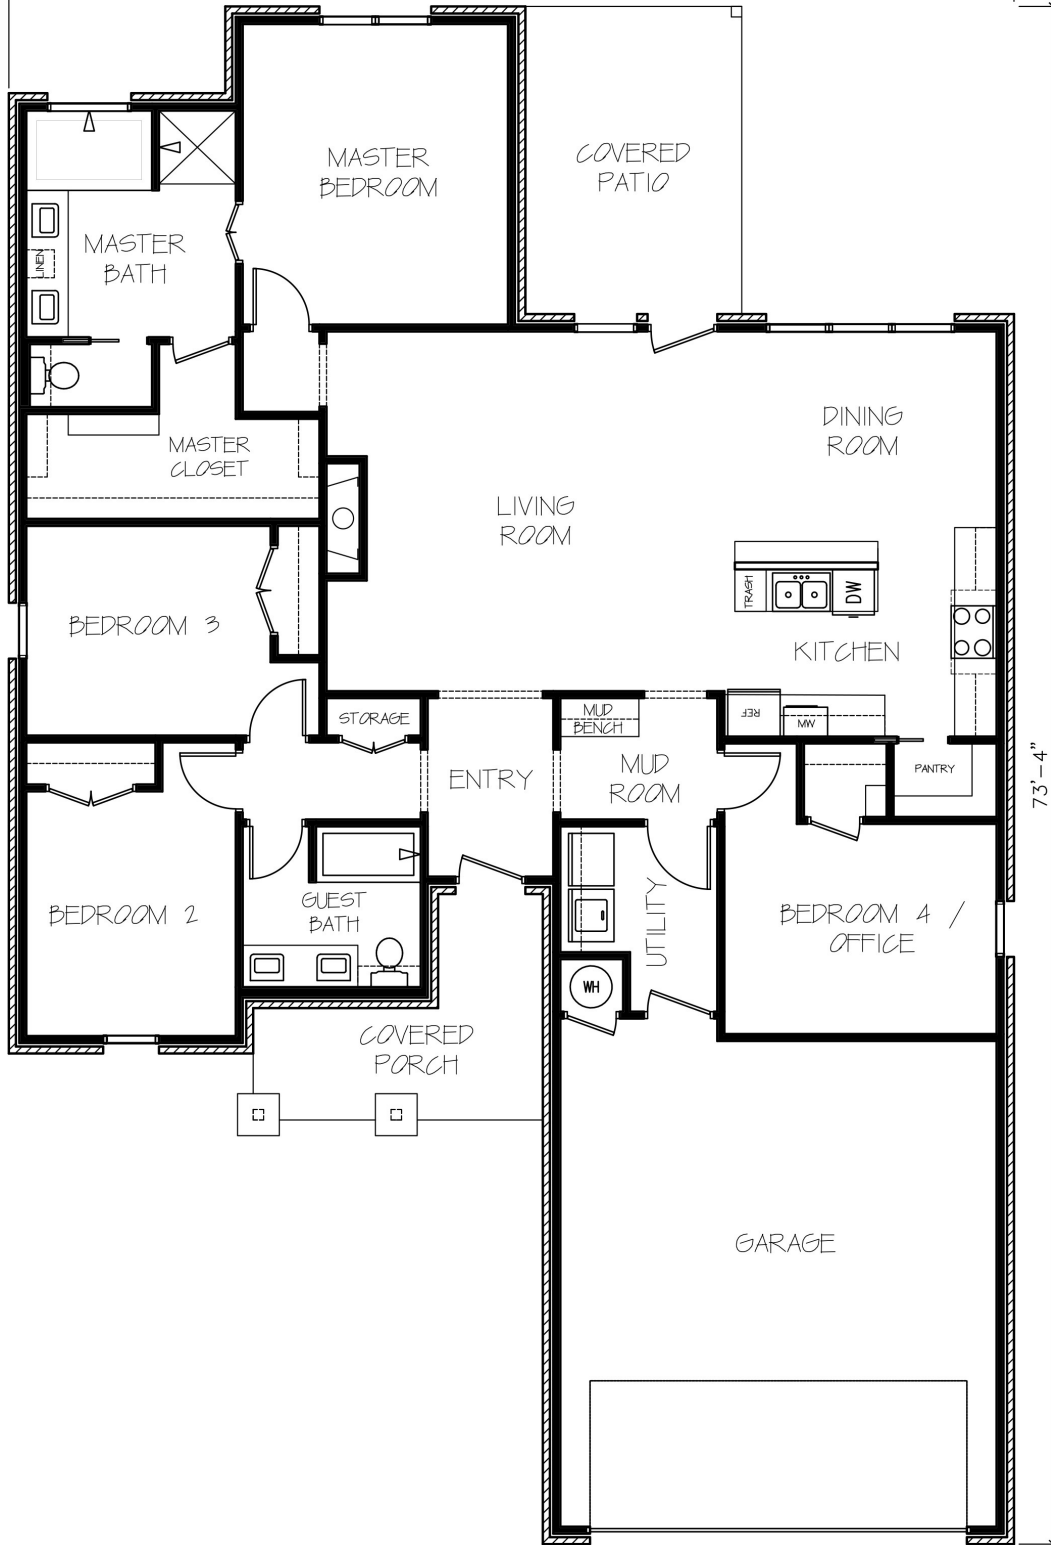 MASTER
BEDROOM
COVERED
PATIO
MASTER
BATH
LINEN
DINING
ROOM
MASTER
CLOSET
LIVING
ROOM
TRASH
DW
BEDROOM 3
KITCHEN
STORAGE
MUD
BENCH
REF
MW
ENTRY
MUD
ROOM
PANTRY
73'-4"
BEDROOM 2
GUEST
BATH
UTILITY
BEDROOM 4 /
OFFICE
WH
COVERED
PORCH
GARAGE